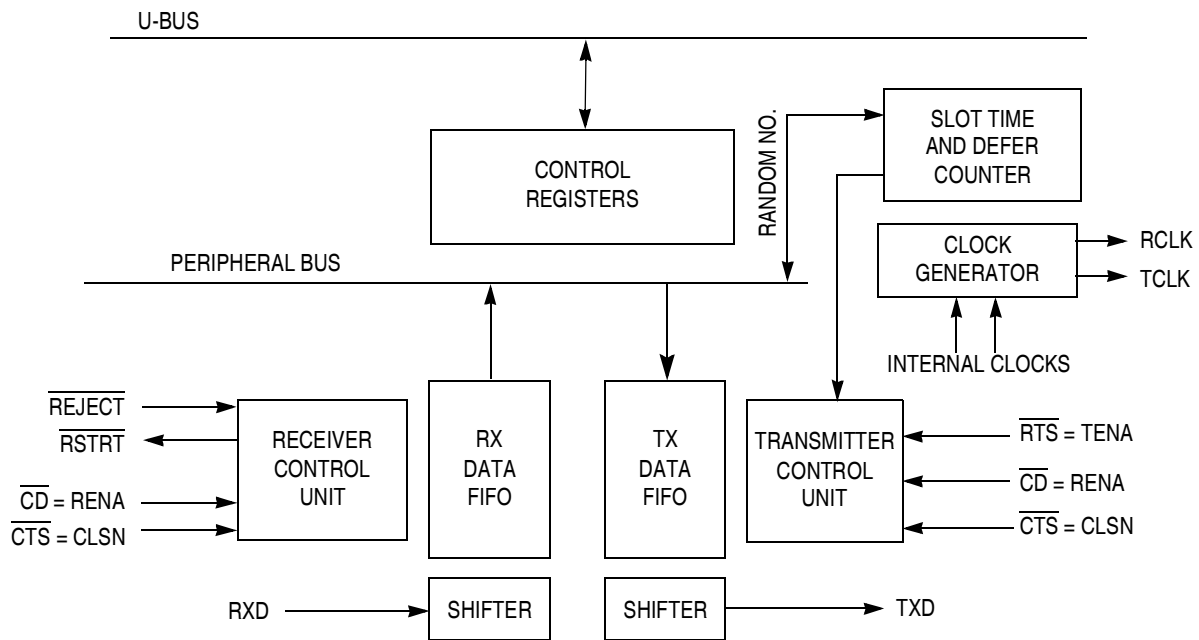 U-BUS
CONTROL
REGISTERS
RANDOM NO.
SLOT TIME
AND DEFER
COUNTER
CLOCK
GENERATOR
RCLK
TCLK
INTERNAL CLOCKS
PERIPHERAL BUS
REJECT
RSTRT
CD = RENA
CTS = CLSN
RECEIVER
CONTROL
UNIT
RX
DATA
FIFO
TX
DATA
FIFO
TRANSMITTER
CONTROL
UNIT
RTS = TENA
CD = RENA
CTS = CLSN
RXD
SHIFTER
SHIFTER
TXD